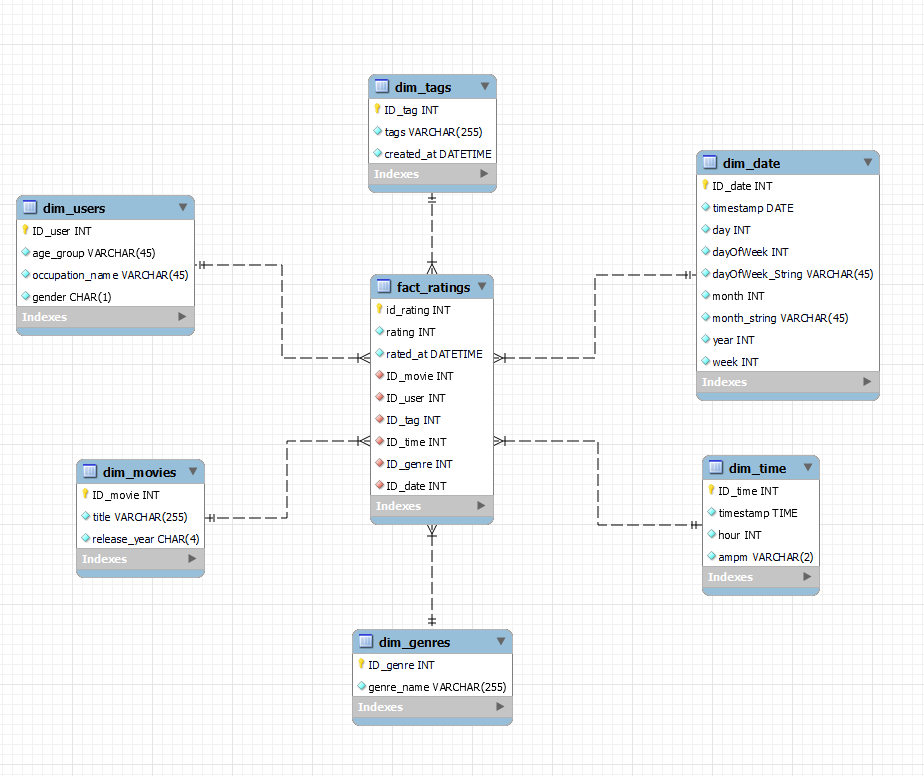 dim_tags
ID_tag INT
tags VARCHAR(255)
created_at DATETIME
Indexes
dim_date
ID_date INT
timestamp DATE
day INT
dayOfWeek INT
dayOfWeek_String VARCHAR(45)
month INT
month_string VARCHAR(45)
year INT
week INT
Indexes
dim_users
ID_user INT
age_group VARCHAR(45)
occupation_name VARCHAR(45)
gender CHAR(1)
Indexes
fact_ratings
id_rating INT
rating INT
rated_at DATETIME
ID_movie INT
ID_user INT
ID_tag INT
ID_time INT
ID_genre INT
ID_date INT
Indexes
dim_movies
ID_movie INT
title VARCHAR(255)
release_year CHAR(4)
Indexes
dim_time
ID_time INT
timestamp TIME
hour INT
ampm VARCHAR(2)
Indexes
dim_genres
ID_genre INT
genre_name VARCHAR(255)
Indexes